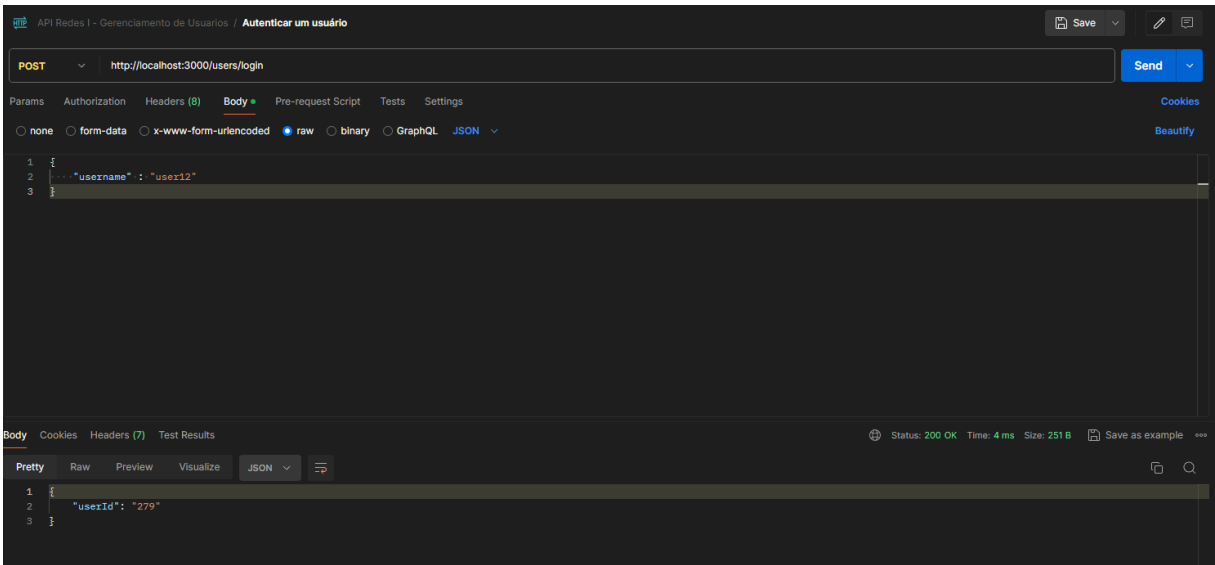 HTTP API Redes I - Gerenciamento de Usuarios / Autenticar um usuário Save
POST http://localhost:3000/users/login Send
Params Authorization Headers (8) Body Pre-request Script Tests Settings Cookies
none form-data x-www-form-urlencoded raw binary GraphQL JSON Beautify
1 {
2 ····"username"·:·"user12"
3 }
Body Cookies Headers (7) Test Results Status: 200 OK Time: 4 ms Size: 251 B Save as example
Pretty Raw Preview Visualize JSON
1 {
2 "userId": "279"
3 }